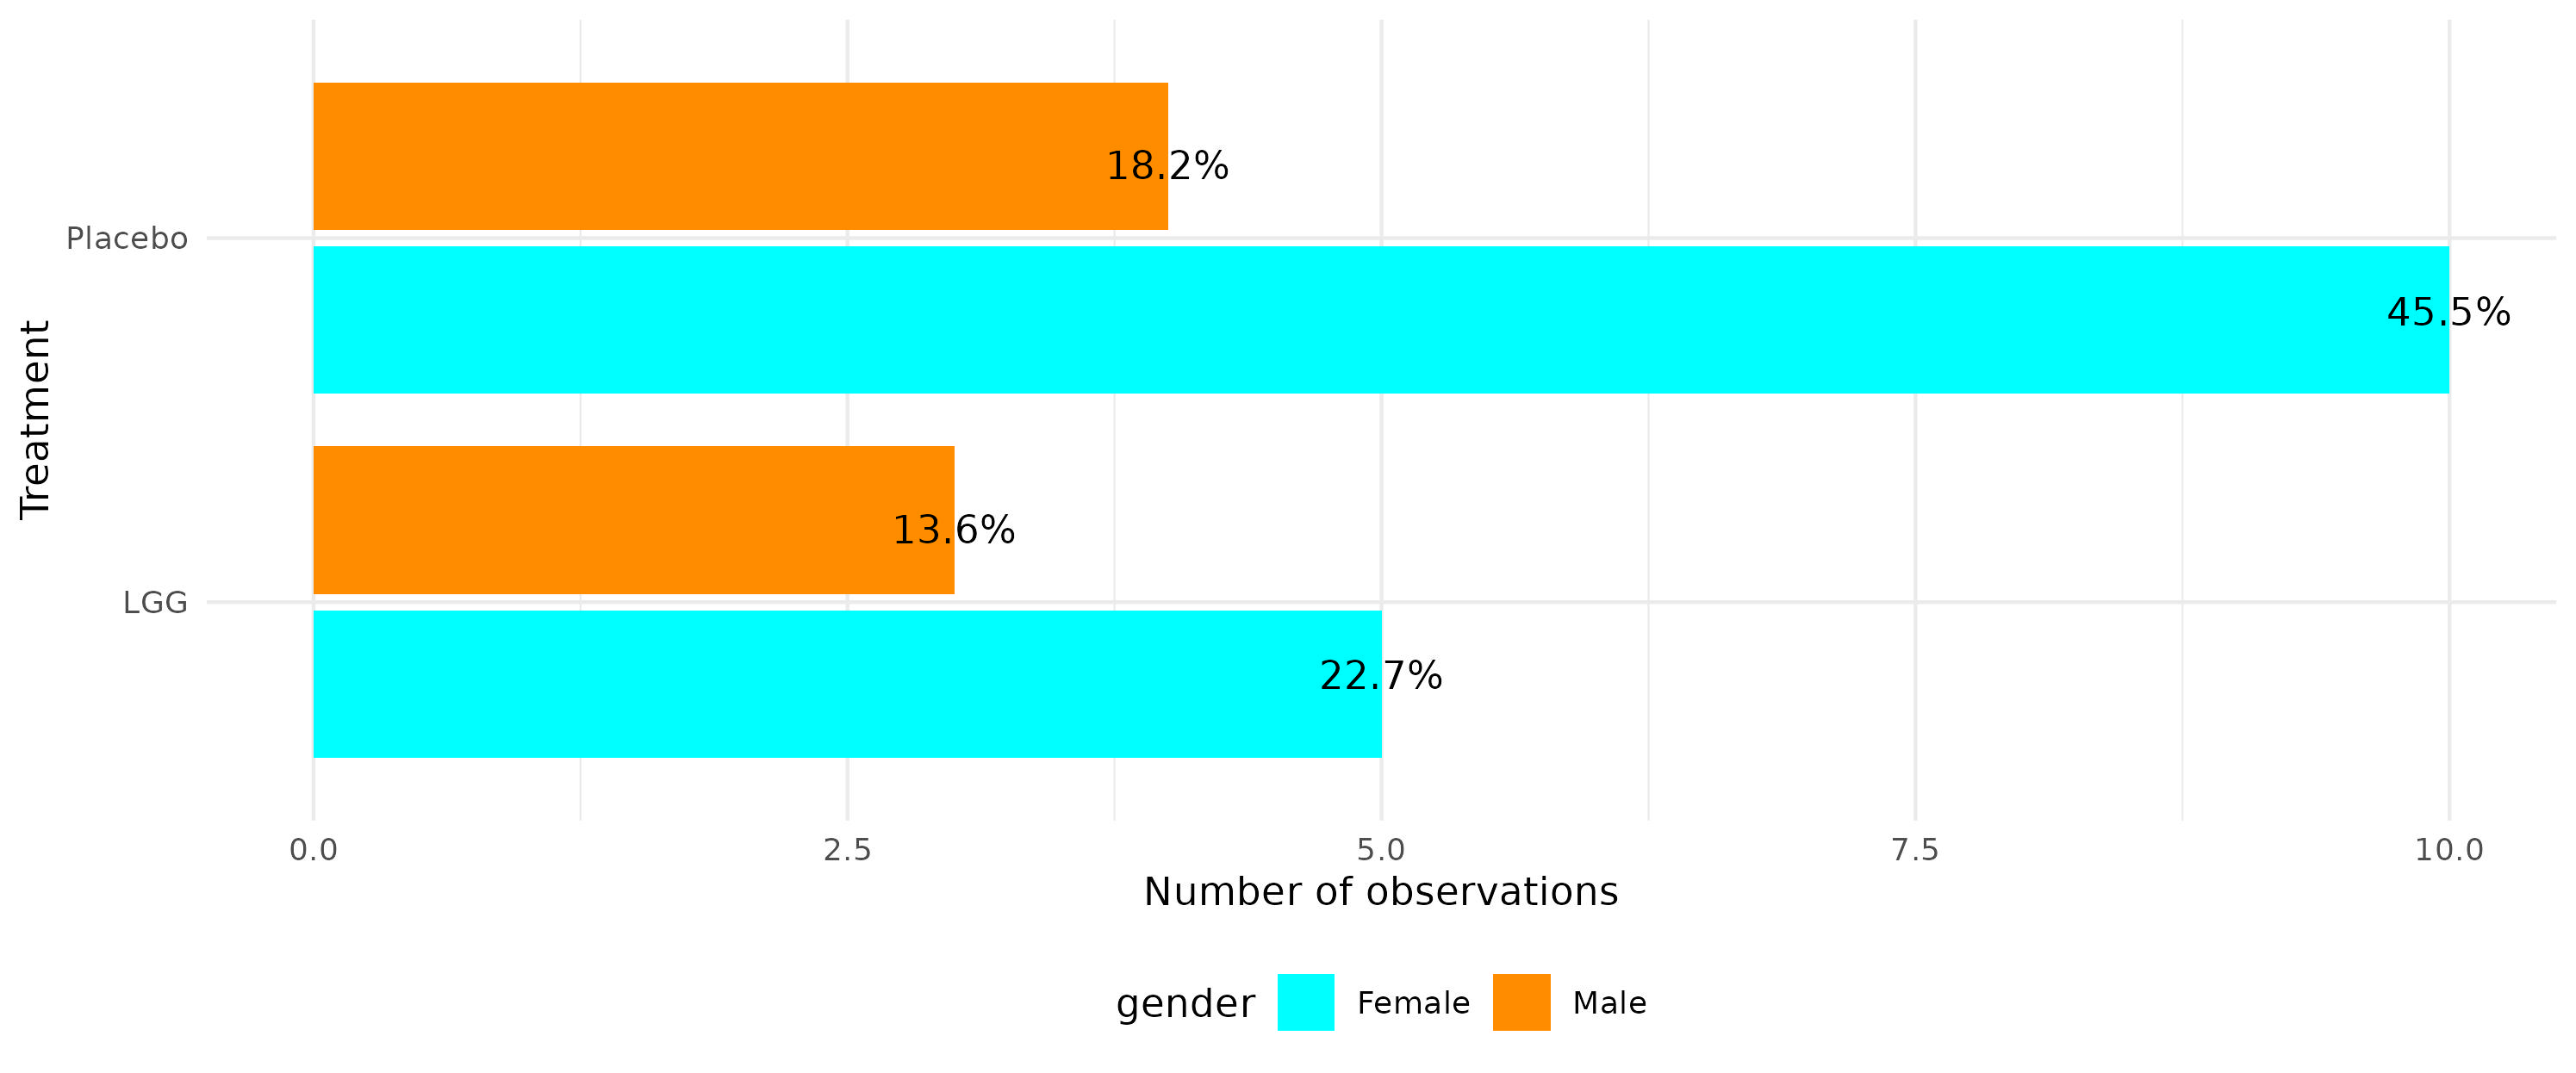 18.2%
Placebo
45.5%
Treatment
13.6%
LGG
22.7%
0.0 2.5 5.0 7.5 10.0
Number of observations
gender Female Male